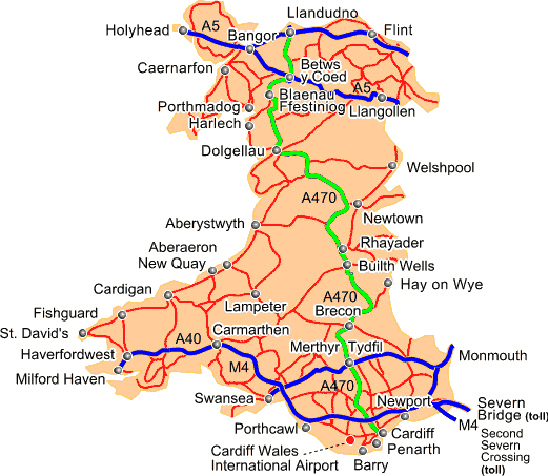 Llandudno
Holyhead
A5
Bangor
Flint
Caernarfon
Betws
y Coed
Blaenau
Ffestiniog
A5
Porthmadog
Llangollen
Harlech
Dolgellau
Welshpool
A470
Newtown
Aberystwyth
Rhayader
Aberaeron
New Quay
Builth Wells
Hay on Wye
Cardigan
Lampeter
A470
Brecon
Fishguard
St. David's
A40
Carmarthen
Haverfordwest
Merthyr Tydfil
Monmouth
Milford Haven
M4
A470
Swansea
Newport
Severn
Bridge (toll)
M4
Porthcawl
Cardiff
Second
Severn
Crossing
(toll)
Penarth
Cardiff Wales
International Airport
Barry